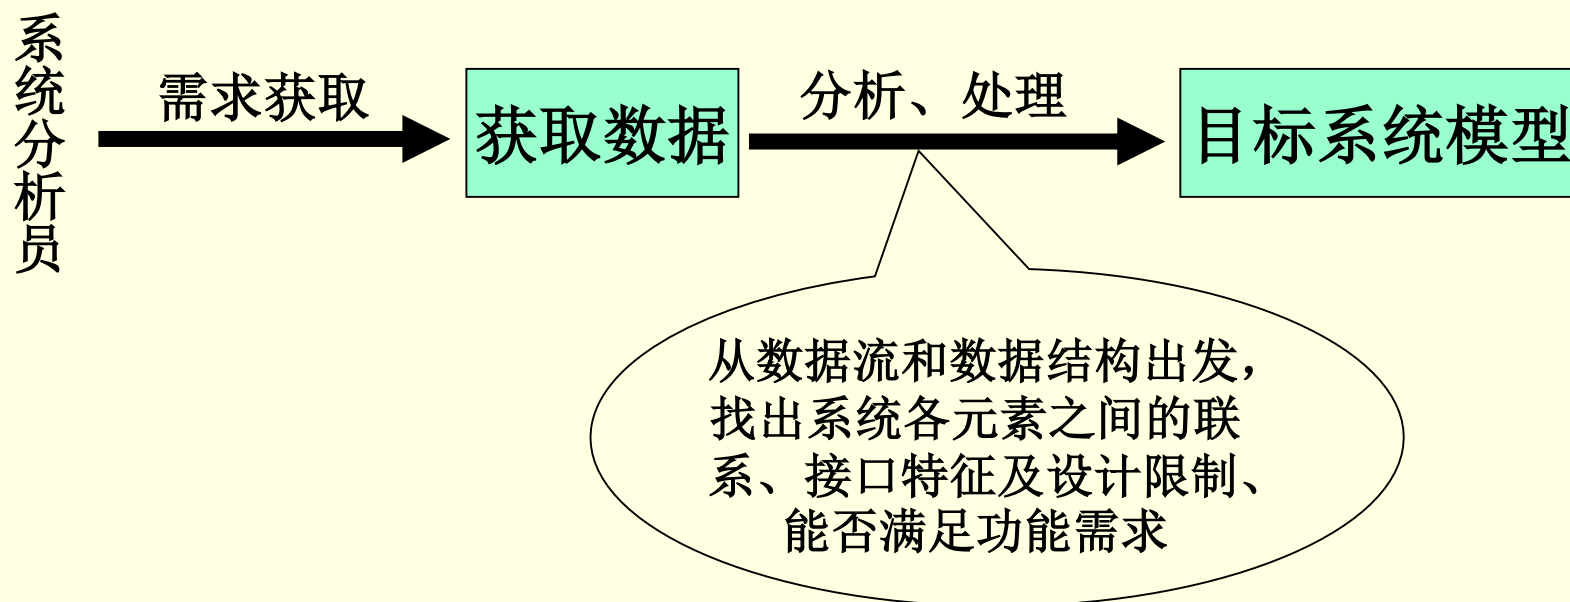 系统分析员
需求获取
获取数据
分析、处理
目标系统模型
从数据流和数据结构出发，
找出系统各元素之间的联
系、接口特征及设计限制、
能否满足功能需求